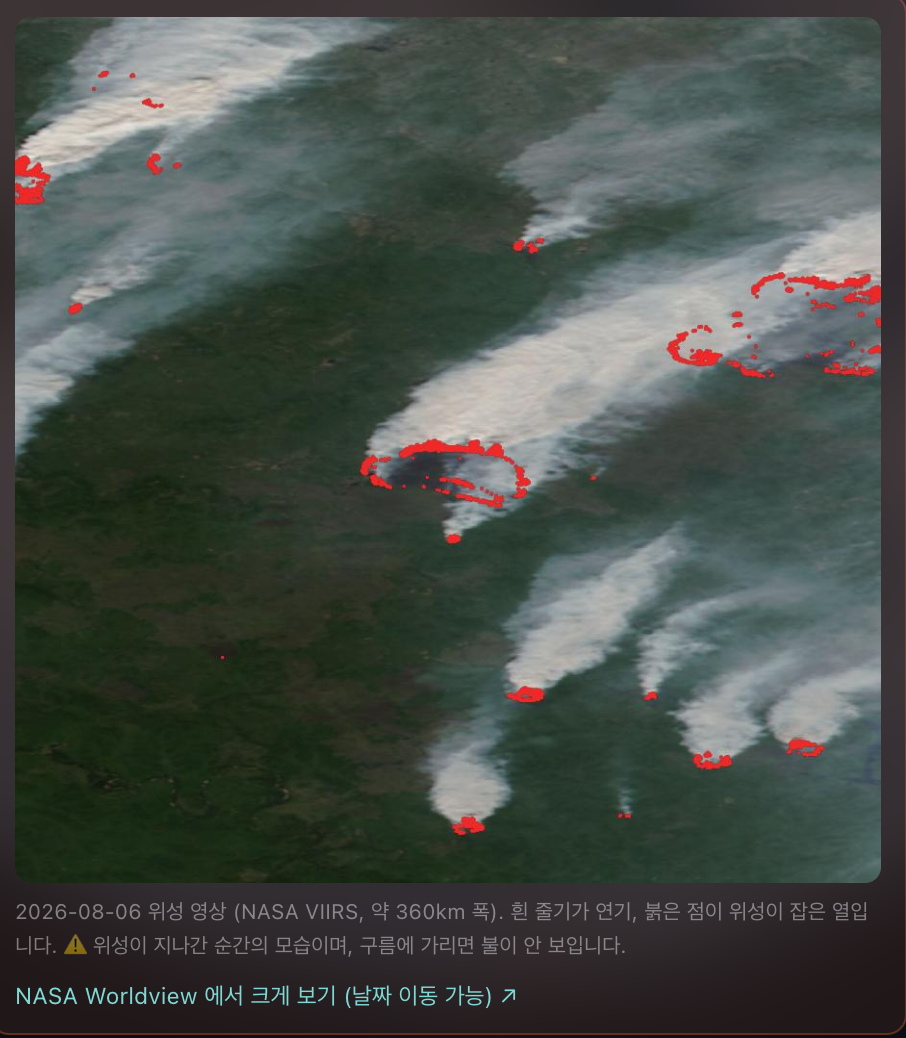 2026-08-06 위성 영상 (NASA VIIRS, 약 360km 폭). 흰 줄기가 연기, 붉은 점이 위성이 잡은 열입
니다. ⚠️ 위성이 지나간 순간의 모습이며, 구름에 가리면 불이 안 보입니다.
NASA Worldview 에서 크게 보기 (날짜 이동 가능) ↗